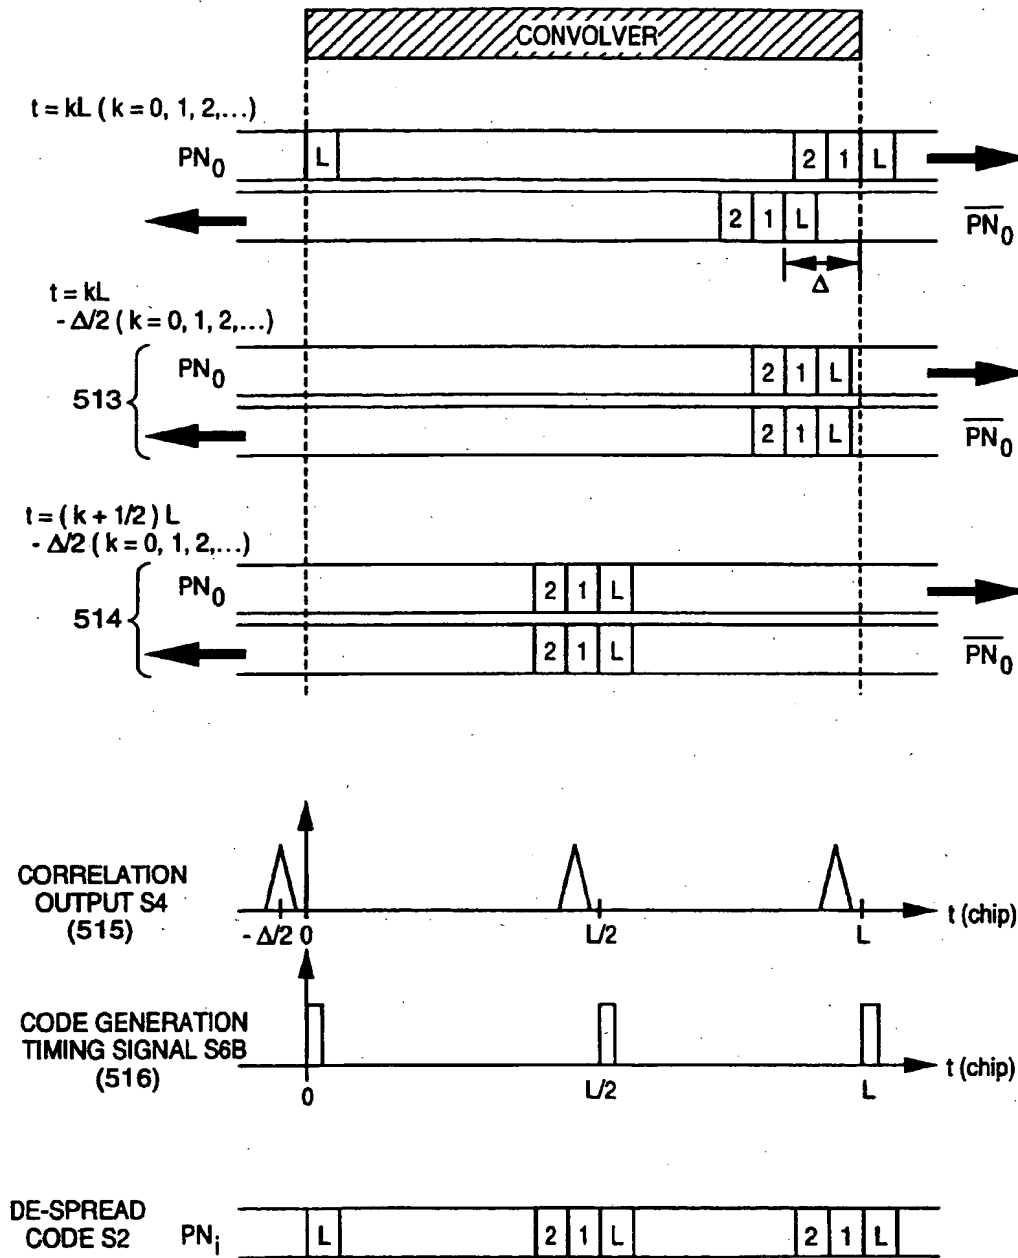 CONVOLVER
t = kL ( k = 0, 1, 2,...)
PN0 L 2 1 L
2 1 L \overline{PN0}
Δ
t = kL
- Δ/2 ( k = 0, 1, 2,...)
PN0 2 1 L
513
2 1 L \overline{PN0}
t = ( k + 1/2 ) L
- Δ/2 ( k = 0, 1, 2,...)
PN0 2 1 L
514
2 1 L \overline{PN0}
CORRELATION
OUTPUT S4
(515)
- Δ/2 0 L/2 L
t (chip)
CODE GENERATION
TIMING SIGNAL S6B
(516)
0 L/2 L
t (chip)
DE-SPREAD
CODE S2
PNi L 2 1 L 2 1 L